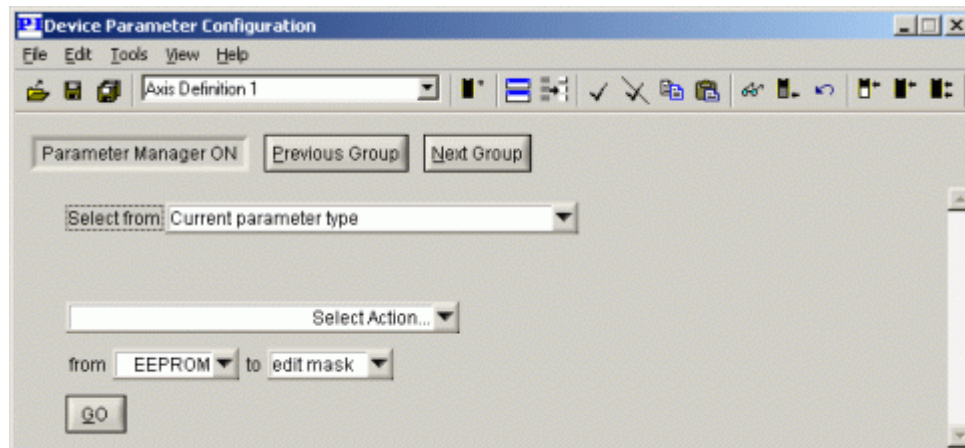 PI Device Parameter Configuration
File Edit Tools View Help
Axis Definition 1
Parameter Manager ON Previous Group Next Group
Select from Current parameter type
Select Action...
from EEPROM to edit mask
GO